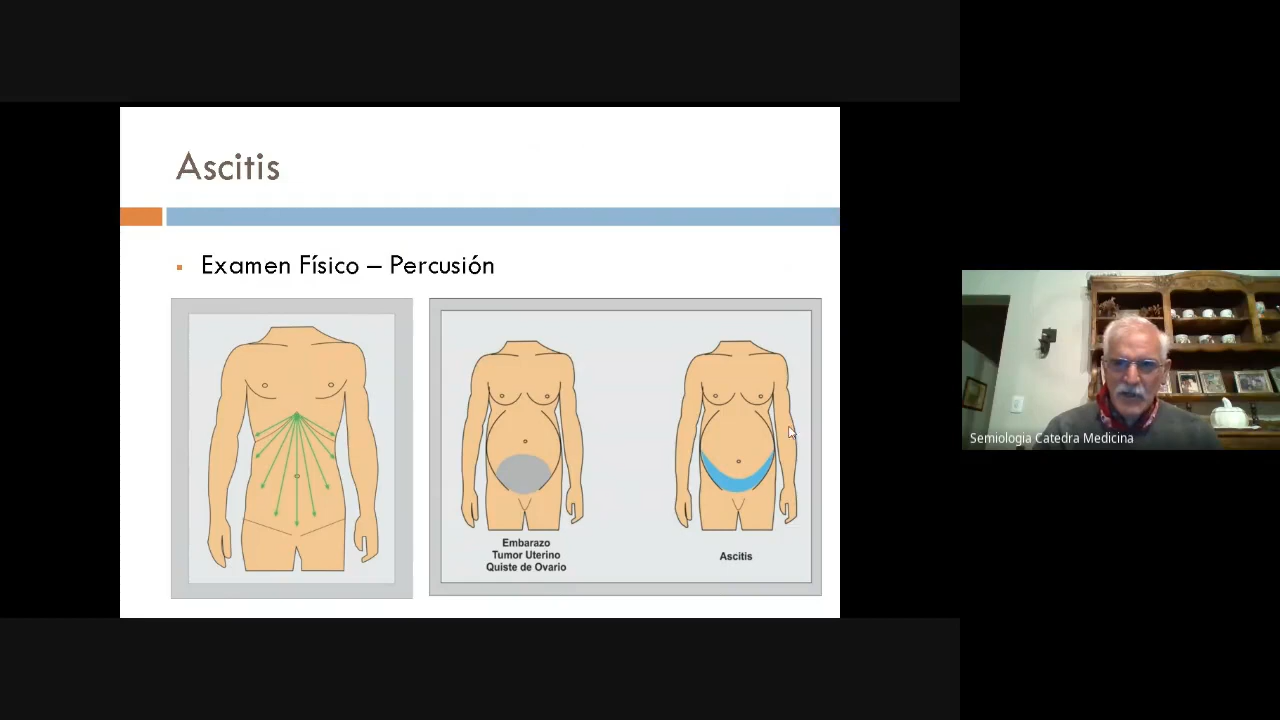 Ascitis
Examen Físico – Percusión
Embarazo
Tumor Uterino
Quiste de Ovario
Ascitis
Semiologia Catedra Medicina